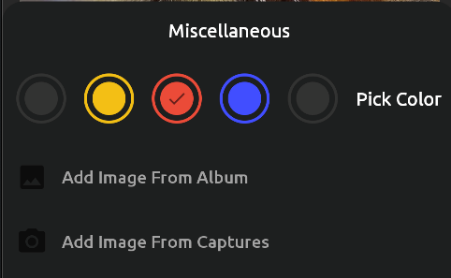 Miscellaneous
Pick Color
Add Image From Album
Add Image From Captures